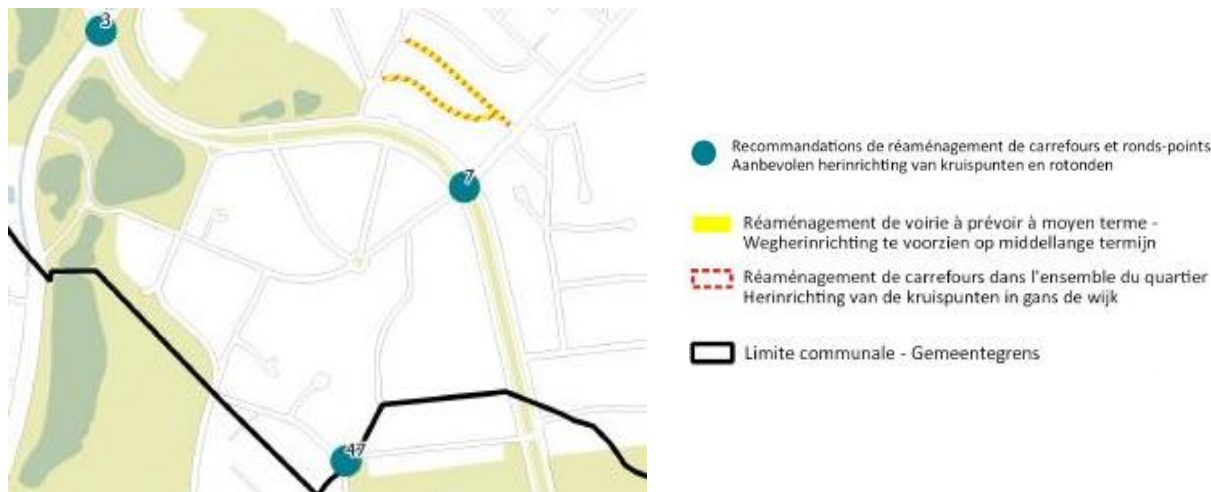 3
7
47
Recommandations de réaménagement de carrefours et ronds-points
Aanbevolen herinrichting van kruispunten en rotonden
Réaménagement de voirie à prévoir à moyen terme -
Wegherinrichting te voorzien op middellange termijn
Réaménagement de carrefours dans l'ensemble du quartier
Herinrichting van de kruispunten in gans de wijk
Limite communale - Gemeentegrens